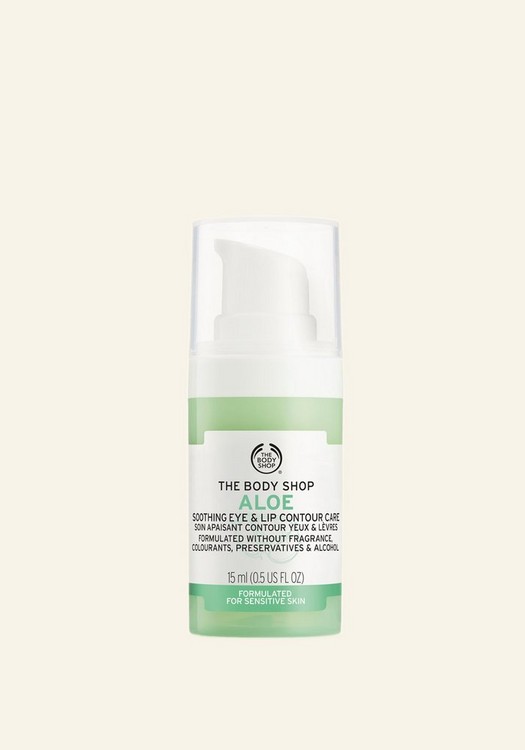 THE
BODY
SHOP
®
THE BODY SHOP
ALOE
SOOTHING EYE & LIP CONTOUR CARE
SOIN APAISANT CONTOUR YEUX & LÈVRES
FORMULATED WITHOUT FRAGRANCE,
COLOURANTS, PRESERVATIVES & ALCOHOL
15 ml (0.5 US FL OZ)
FORMULATED
FOR SENSITIVE SKIN